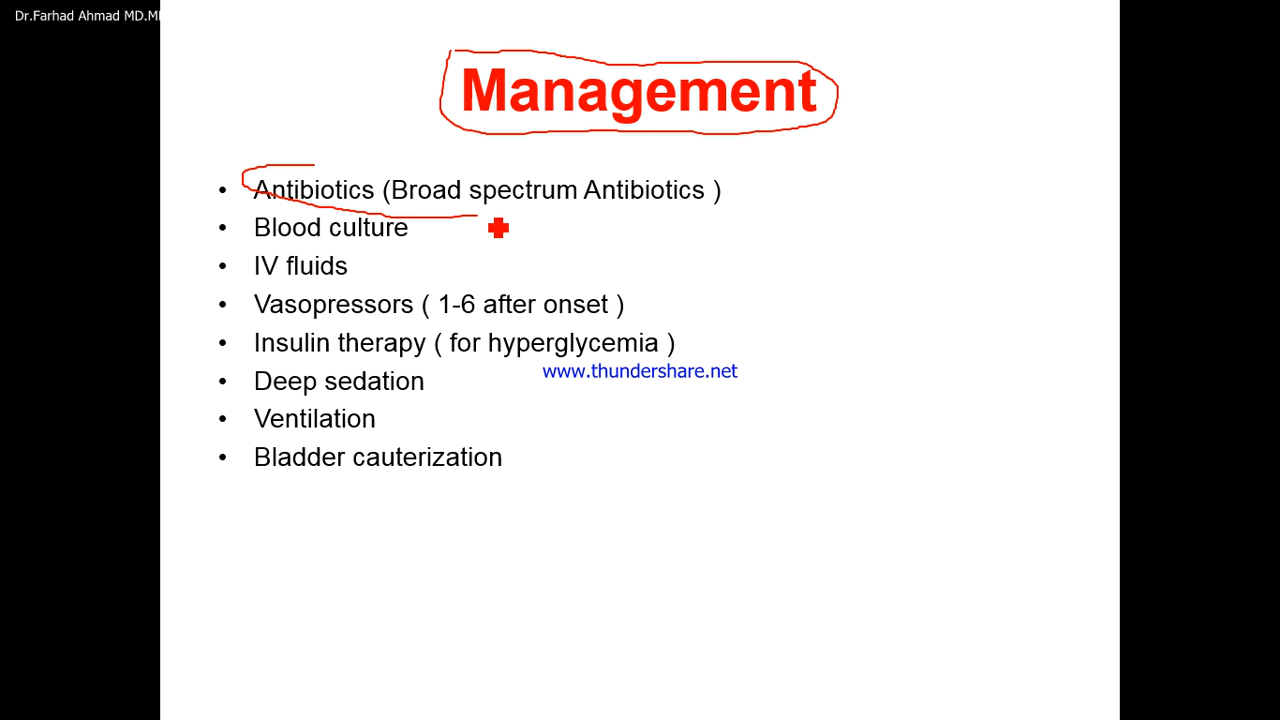 Dr.Farhad Ahmad MD.
Management
• Antibiotics (Broad spectrum Antibiotics )
• Blood culture
• IV fluids
• Vasopressors ( 1-6 after onset )
• Insulin therapy ( for hyperglycemia )
www.thundershare.net
• Deep sedation
• Ventilation
• Bladder cauterization